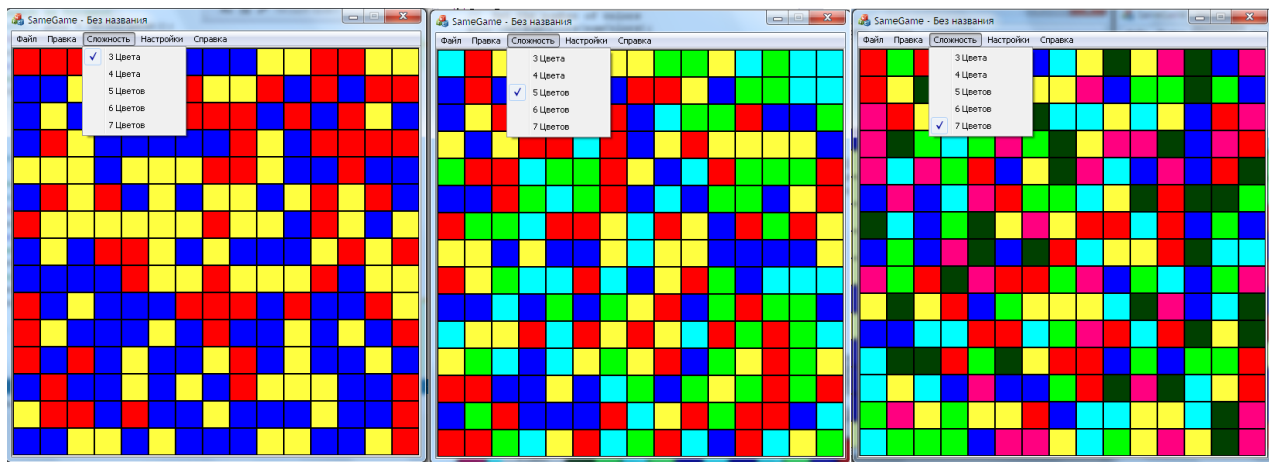 SameGame - Без названия
Файл Правка Сложность Настройки Справка
3 Цвета
4 Цвета
5 Цветов
6 Цветов
7 Цветов
SameGame - Без названия
Файл Правка Сложность Настройки Справка
3 Цвета
4 Цвета
5 Цветов
6 Цветов
7 Цветов
SameGame - Без названия
Файл Правка Сложность Настройки Справка
3 Цвета
4 Цвета
5 Цветов
6 Цветов
7 Цветов